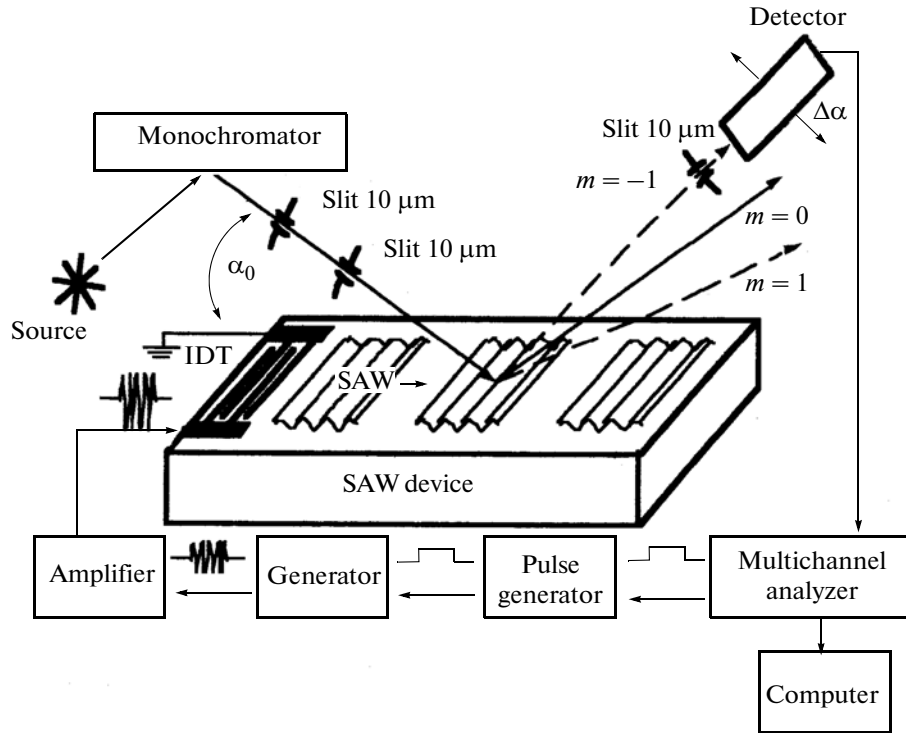 Detector
Monochromator
Slit 10 μm
Δα
m = −1
Slit 10 μm
m = 0
Slit 10 μm
α0
m = 1
Source
IDT
SAW
SAW device
Amplifier
Generator
Pulse
generator
Multichannel
analyzer
Computer